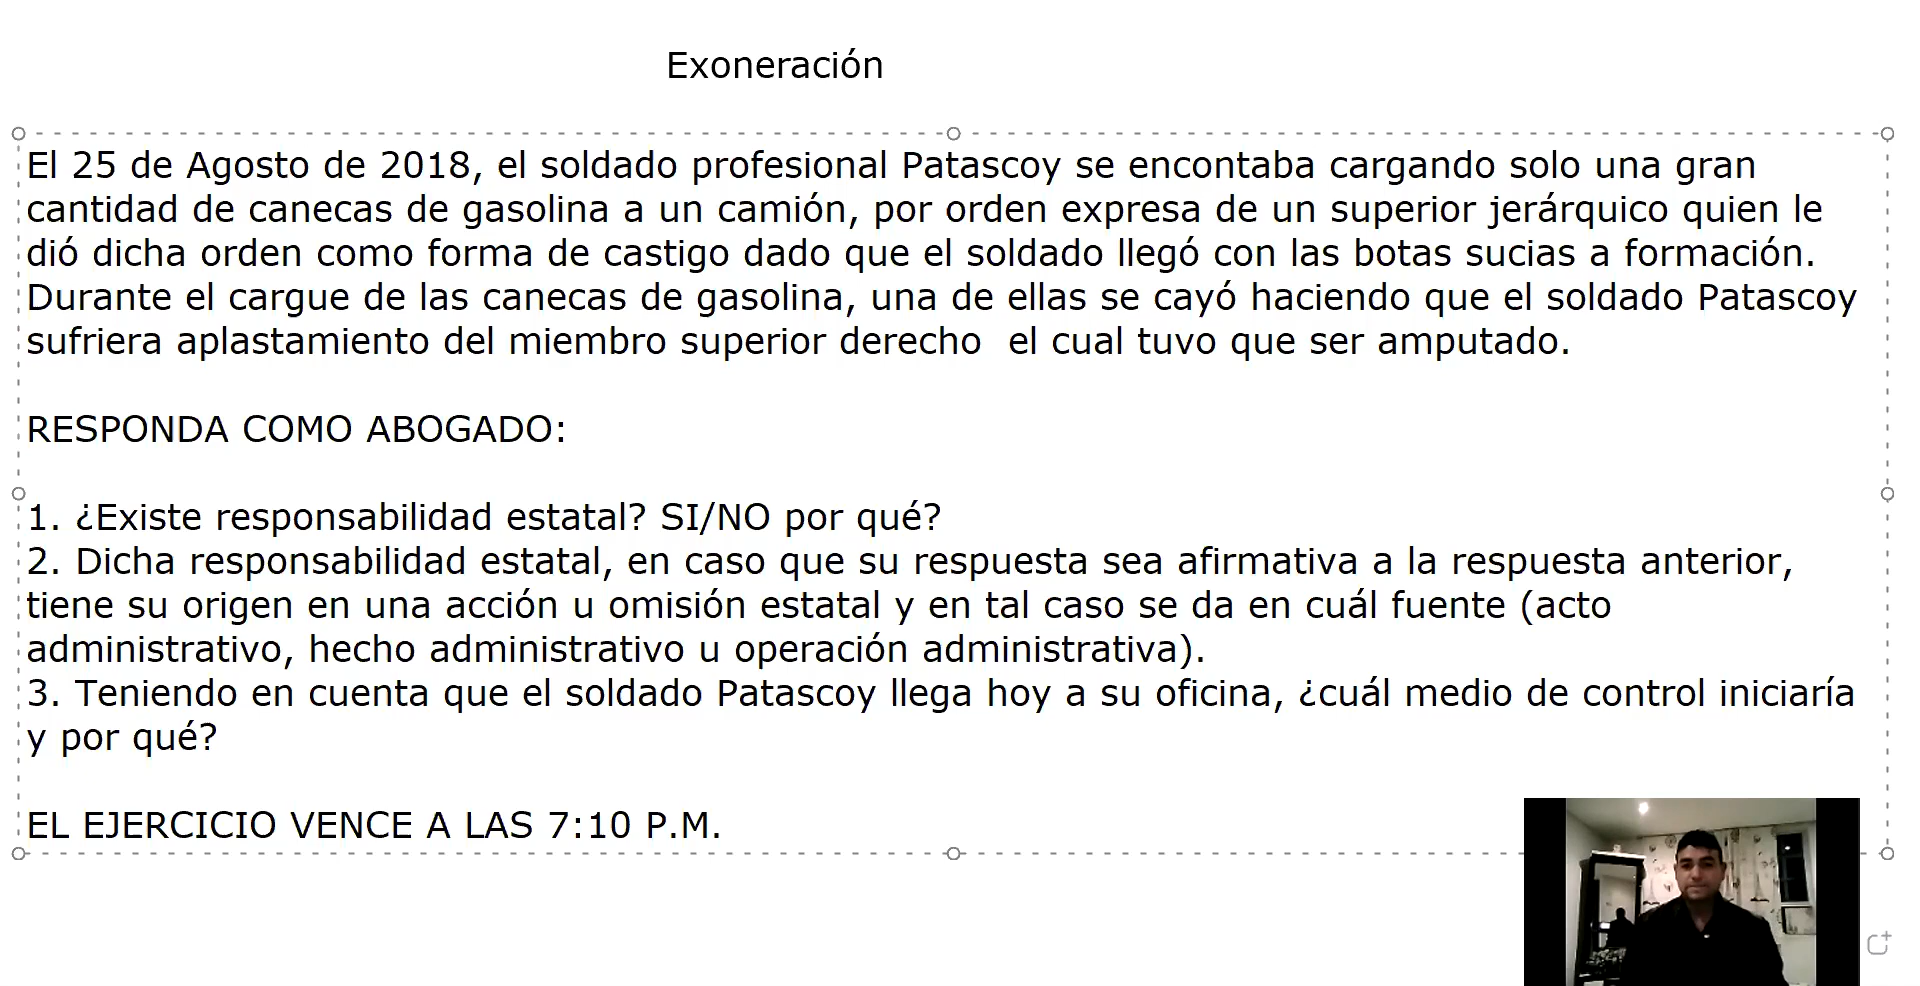 Exoneración
El 25 de Agosto de 2018, el soldado profesional Patascoy se encontaba cargando solo una gran
cantidad de canecas de gasolina a un camión, por orden expresa de un superior jerárquico quien le
dió dicha orden como forma de castigo dado que el soldado llegó con las botas sucias a formación.
Durante el cargue de las canecas de gasolina, una de ellas se cayó haciendo que el soldado Patascoy
sufriera aplastamiento del miembro superior derecho  el cual tuvo que ser amputado.
RESPONDA COMO ABOGADO:
1. ¿Existe responsabilidad estatal? SI/NO por qué?
2. Dicha responsabilidad estatal, en caso que su respuesta sea afirmativa a la respuesta anterior,
tiene su origen en una acción u omisión estatal y en tal caso se da en cuál fuente (acto
administrativo, hecho administrativo u operación administrativa).
3. Teniendo en cuenta que el soldado Patascoy llega hoy a su oficina, ¿cuál medio de control iniciaría
y por qué?
EL EJERCICIO VENCE A LAS 7:10 P.M.